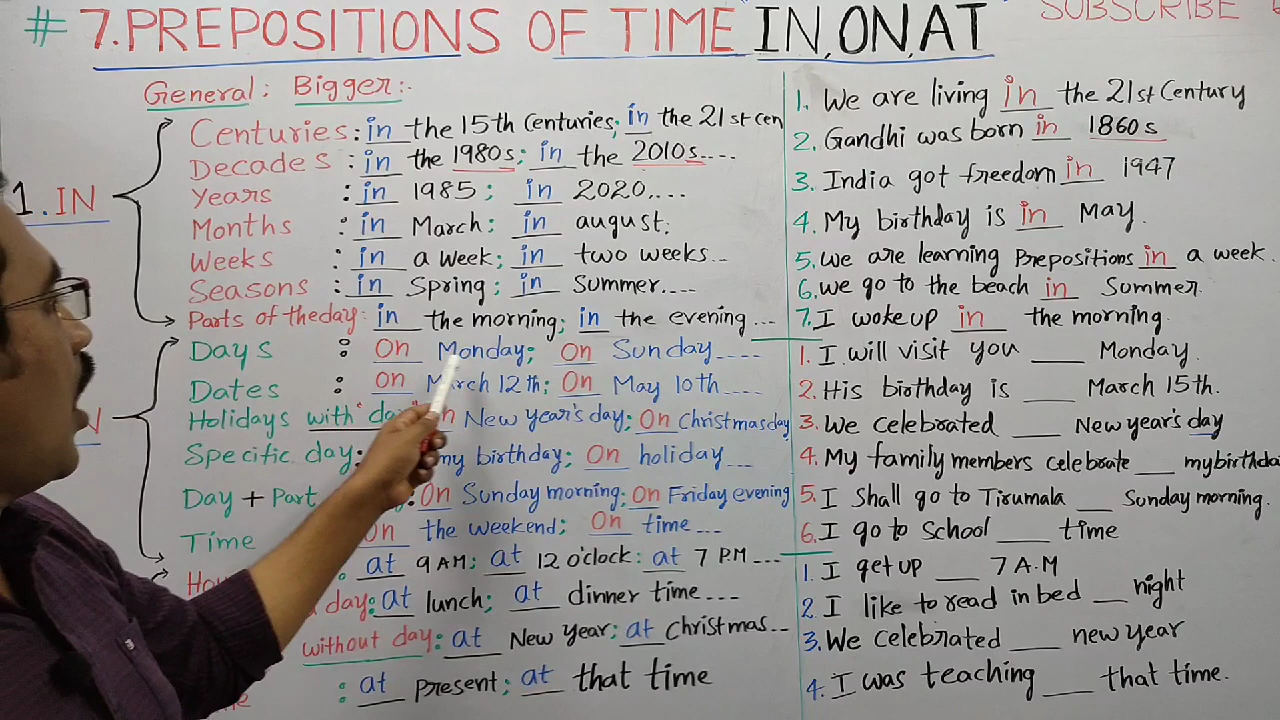 # 7. PREPOSITIONS OF TIME IN, ON, AT
SUBSCRIBE
General: Bigger:-
1. IN
Centuries: in the 15th Centuries; in the 21st cen
Decades: in the 1980s; in the 2010s....
Years: in 1985; in 2020....
Months: in March; in august.
Weeks: in a week; in two weeks...
Seasons: in Spring; in Summer....
Parts of the day: in the morning; in the evening...
Days: On Monday; On Sunday....
Dates: On March 12th; On May 10th....
Holidays with "day" On New year's day; On Christmas day
Specific day: my birthday; On holiday...
Day + Part : On Sunday morning; On Friday evening
Time On the weekend; On time...
: at 9 AM; at 12 o'clock: at 7 PM...
day: at lunch; at dinner time...
without day: at New Year; at Christmas...
: at present; at that time
1. We are living in the 21st Century
2. Gandhi was born in 1860s
3. India got freedom in 1947
4. My birthday is in May.
5. we are learning Prepositions in a week.
6. we go to the beach in Summer.
7. I woke up in the morning.
1. I will visit you ___ Monday.
2. His birthday is ___ March 15th.
3. We celebrated ___ New year's day
4. My family members celebrate ___ my birthda
5. I shall go to Tirumala ___ Sunday morning.
6. I go to School ___ time
1. I get up ___ 7 A.M
2. I like to read in bed ___ night
3. We celebrated ___ new year
4. I was teaching ___ that time.